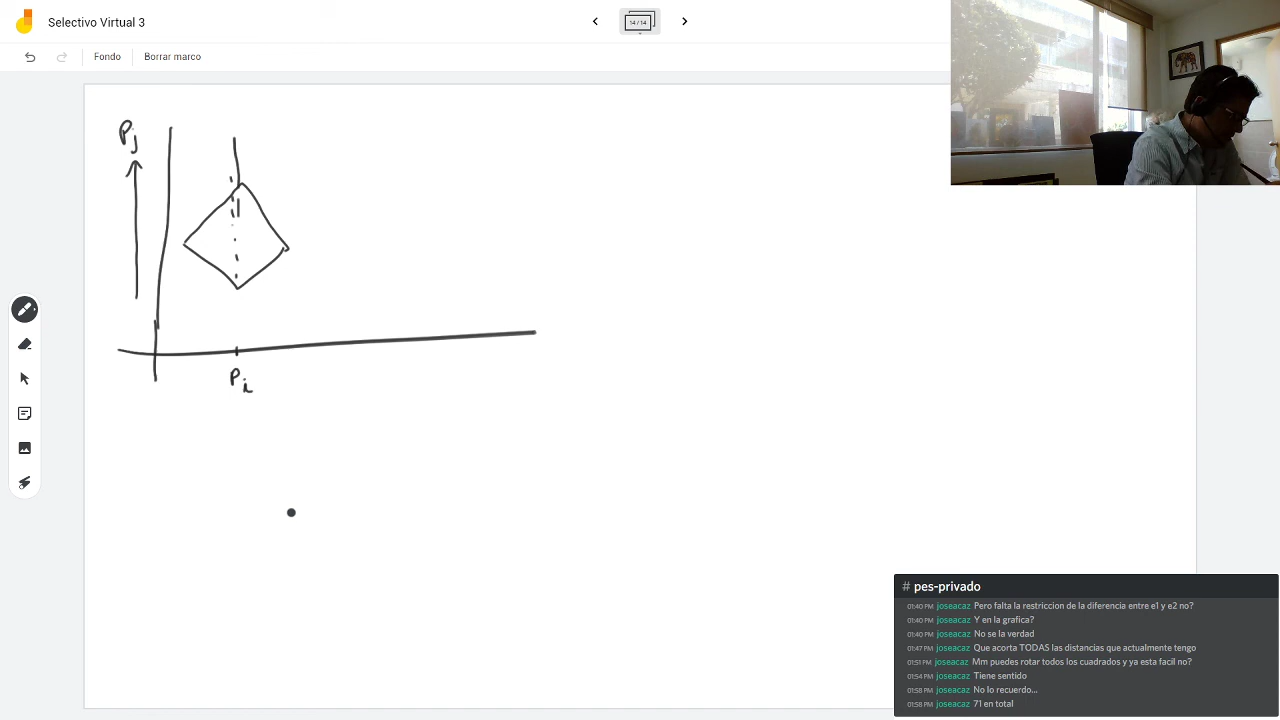 Selectivo Virtual 3
14 / 14
Fondo
Borrar marco
Pj
Pi
# pes-privado
01:40 PM joseacaz Pero falta la restriccion de la diferencia entre e1 y e2 no?
01:40 PM joseacaz Y en la grafica?
01:40 PM joseacaz No se la verdad
01:47 PM joseacaz Que acorta TODAS las distancias que actualmente tengo
01:51 PM joseacaz Mm puedes rotar todos los cuadrados y ya esta facil no?
01:54 PM joseacaz Tiene sentido
01:58 PM joseacaz No lo recuerdo...
01:58 PM joseacaz 71 en total